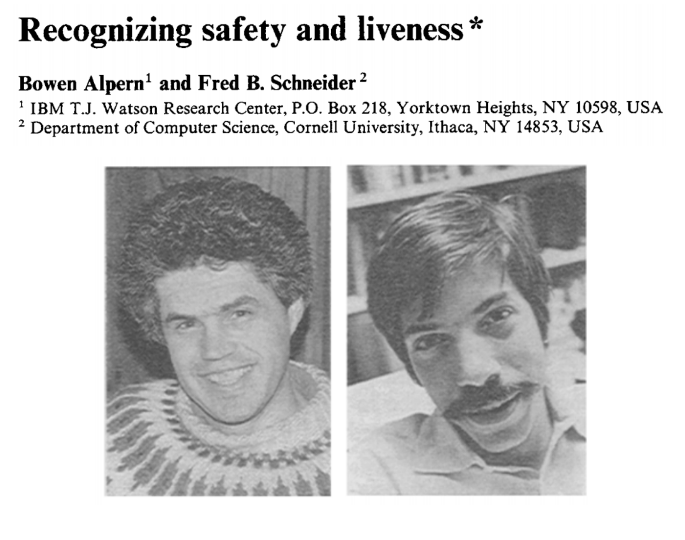 Recognizing safety and liveness*
Bowen Alpern¹ and Fred B. Schneider²
¹ IBM T.J. Watson Research Center, P.O. Box 218, Yorktown Heights, NY 10598, USA
² Department of Computer Science, Cornell University, Ithaca, NY 14853, USA